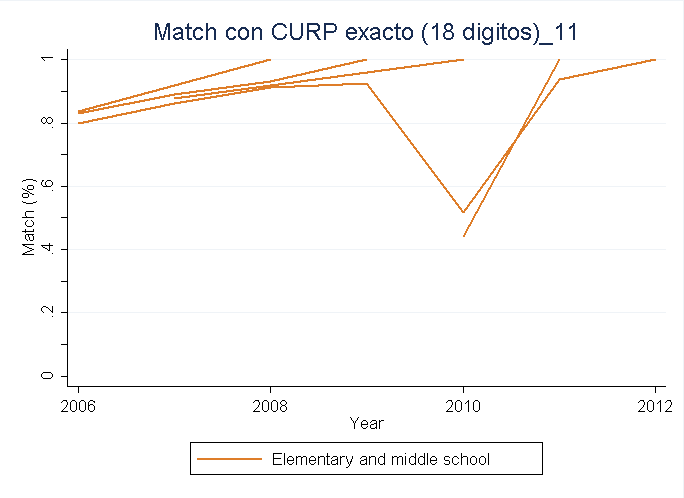 Match con CURP exacto (18 digitos)_11
Match (%)
1
.8
.6
.4
.2
0
2006 2008 2010 2012
Year
Elementary and middle school